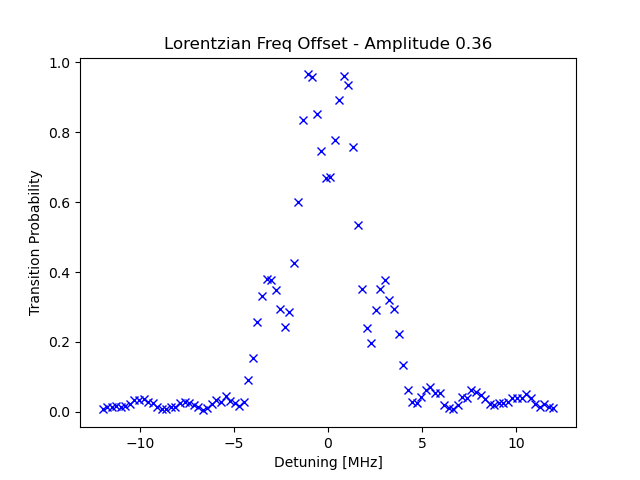 Lorentzian Freq Offset - Amplitude 0.36
Transition Probability
1.0
0.8
0.6
0.4
0.2
0.0
−10 −5 0 5 10
Detuning [MHz]